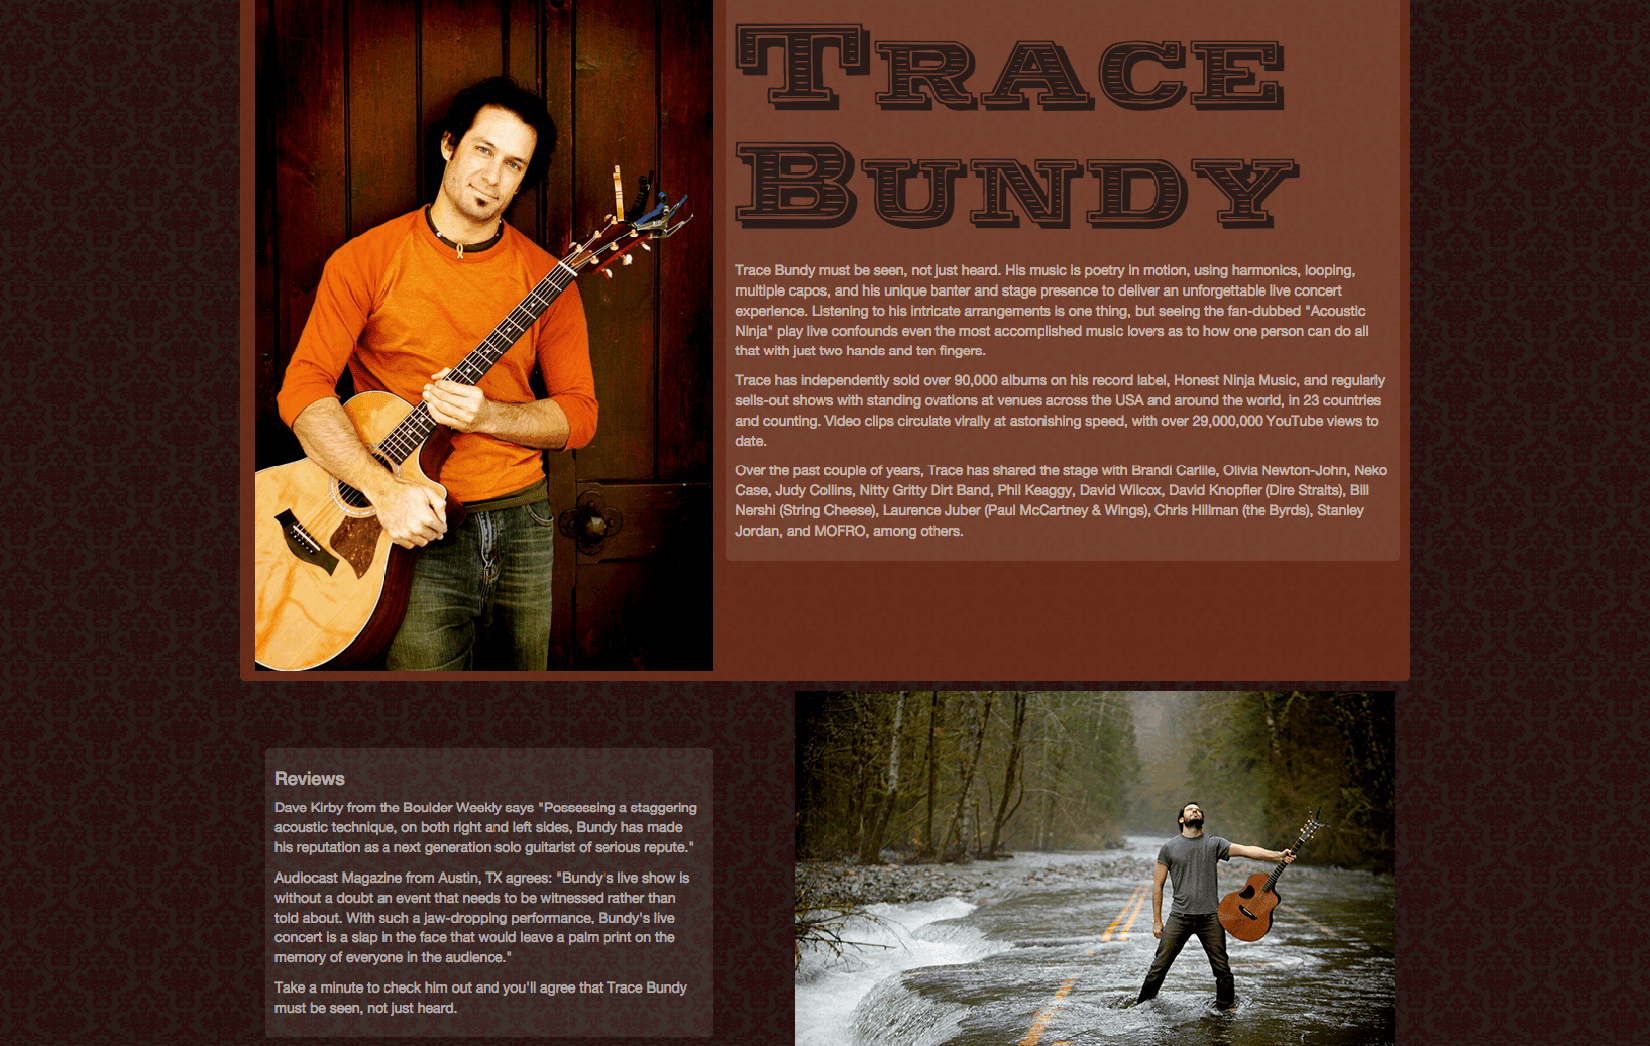 Trace
Bundy
Trace Bundy must be seen, not just heard. His music is poetry in motion, using harmonics, looping,
multiple capos, and his unique banter and stage presence to deliver an unforgettable live concert
experience. Listening to his intricate arrangements is one thing, but seeing the fan-dubbed "Acoustic
Ninja" play live confounds even the most accomplished music lovers as to how one person can do all
that with just two hands and ten fingers.
Trace has independently sold over 90,000 albums on his record label, Honest Ninja Music, and regularly
sells-out shows with standing ovations at venues across the USA and around the world, in 23 countries
and counting. Video clips circulate virally at astonishing speed, with over 29,000,000 YouTube views to
date.
Over the past couple of years, Trace has shared the stage with Brandi Carlile, Olivia Newton-John, Neko
Case, Judy Collins, Nitty Gritty Dirt Band, Phil Keaggy, David Wilcox, David Knopfler (Dire Straits), Bill
Nershi (String Cheese), Laurence Juber (Paul McCartney & Wings), Chris Hillman (the Byrds), Stanley
Jordan, and MOFRO, among others.
Reviews
Dave Kirby from the Boulder Weekly says "Possessing a staggering
acoustic technique, on both right and left sides, Bundy has made
his reputation as a next generation solo guitarist of serious repute."
Audiocast Magazine from Austin, TX agrees: "Bundy's live show is
without a doubt an event that needs to be witnessed rather than
told about. With such a jaw-dropping performance, Bundy's live
concert is a slap in the face that would leave a palm print on the
memory of everyone in the audience."
Take a minute to check him out and you'll agree that Trace Bundy
must be seen, not just heard.